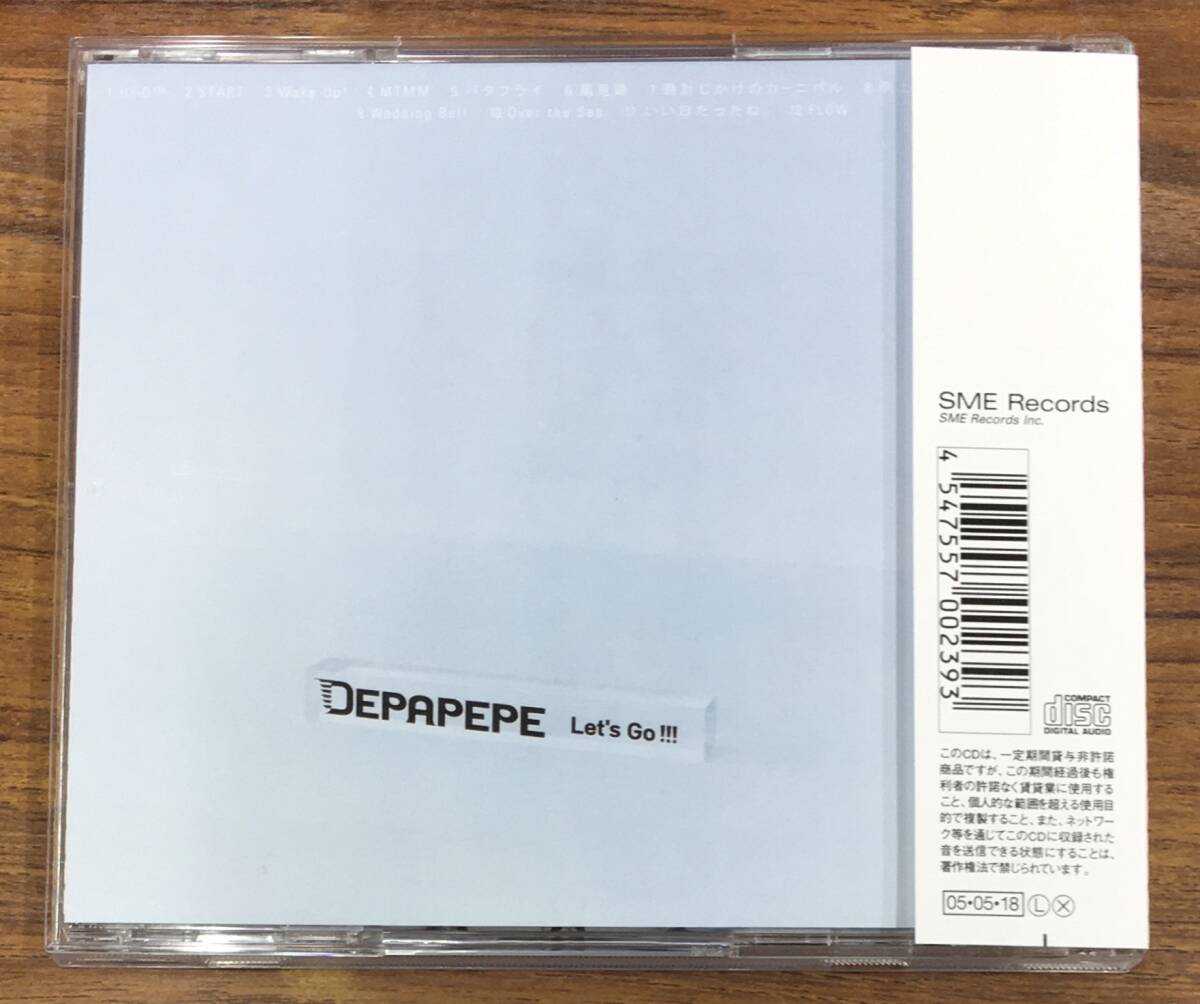 1 Hi-D!!! 2 START 3 Wake Up! 4 MTMM 5 バタフライ 6 風見鶏 7 時計じかけのカーニバル 8
9 Wedding Bell 10 Over the Sea 11 いい日だったね。 12 FLOW
DEPAPEPE Let's Go!!!
SME Records
SME Records Inc.
4 547557 002393
COMPACT
disc
DIGITAL AUDIO
このCDは、一定期間貸与非許諾
商品ですが、この期間経過後も権
利者の許諾なく賃貸業に使用する
こと、個人的な範囲を超える使用目
的で複製すること、また、ネットワー
ク等を通じてこのCDに収録された
音を送信できる状態にすることは、
著作権法で禁じられています。
05・05・18 L X